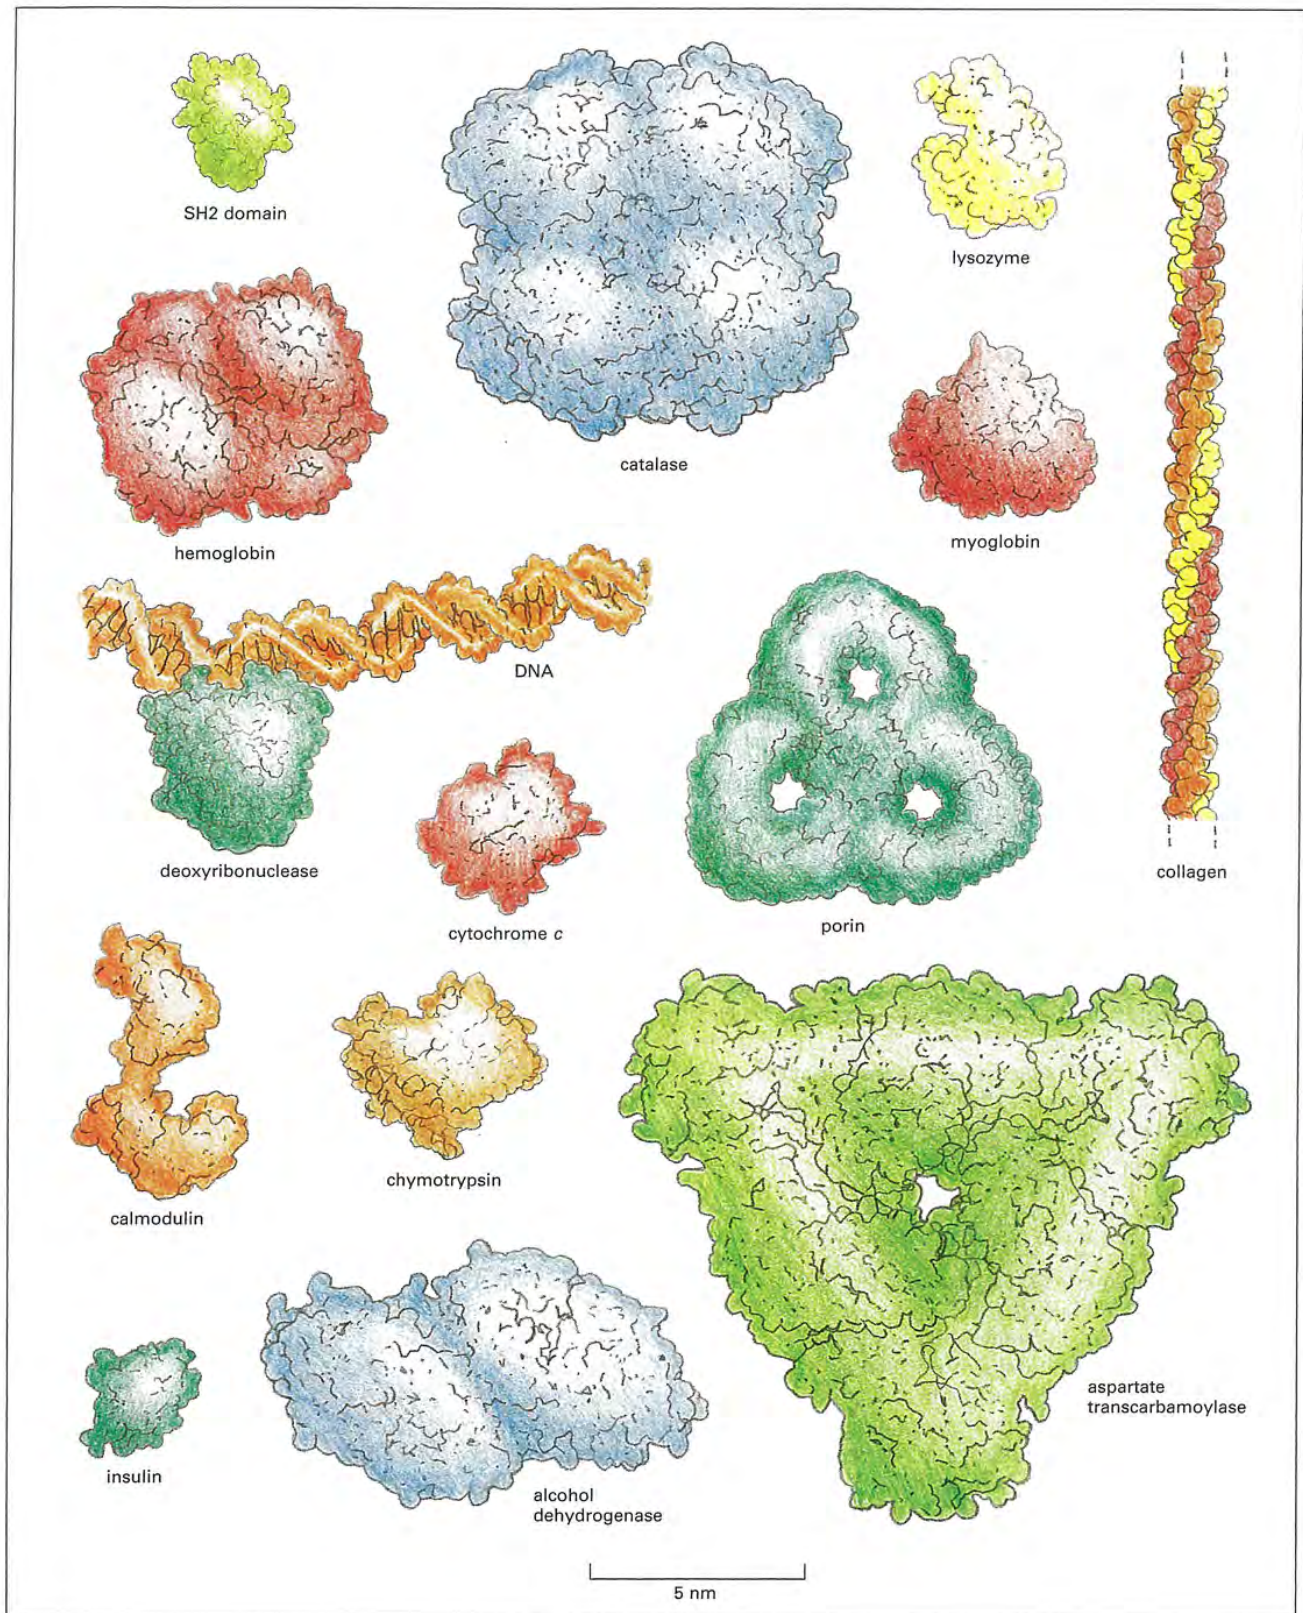 SH2 domain
lysozyme
catalase
myoglobin
hemoglobin
DNA
deoxyribonuclease
collagen
cytochrome c
porin
chymotrypsin
calmodulin
aspartate
transcarbamoylase
insulin
alcohol
dehydrogenase
5 nm